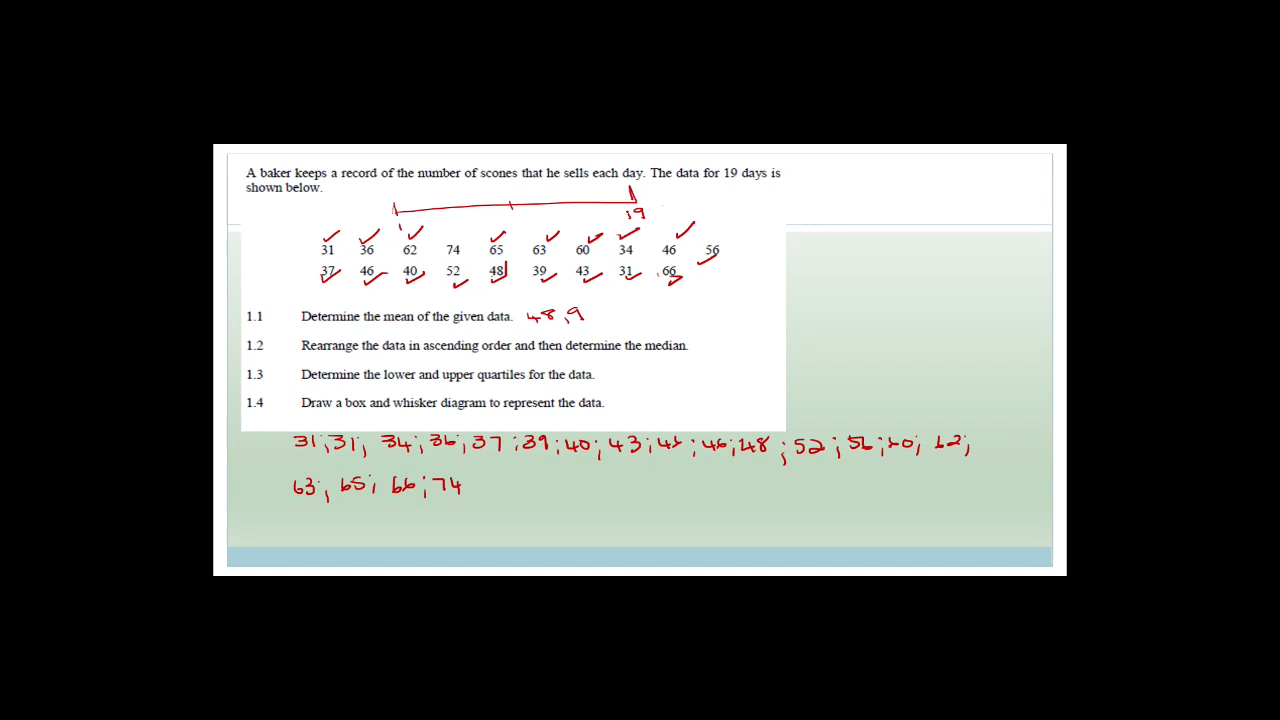 A baker keeps a record of the number of scones that he sells each day. The data for 19 days is
shown below.
19
31 36 62 74 65 63 60 34 46 56
37 46 40 52 48 39 43 31 66
1.1 Determine the mean of the given data. 48,9
1.2 Rearrange the data in ascending order and then determine the median.
1.3 Determine the lower and upper quartiles for the data.
1.4 Draw a box and whisker diagram to represent the data.
31; 31; 34; 36; 37; 39; 40; 43; 46; 46; 48; 52; 56; 60; 62;
63; 65; 66; 74